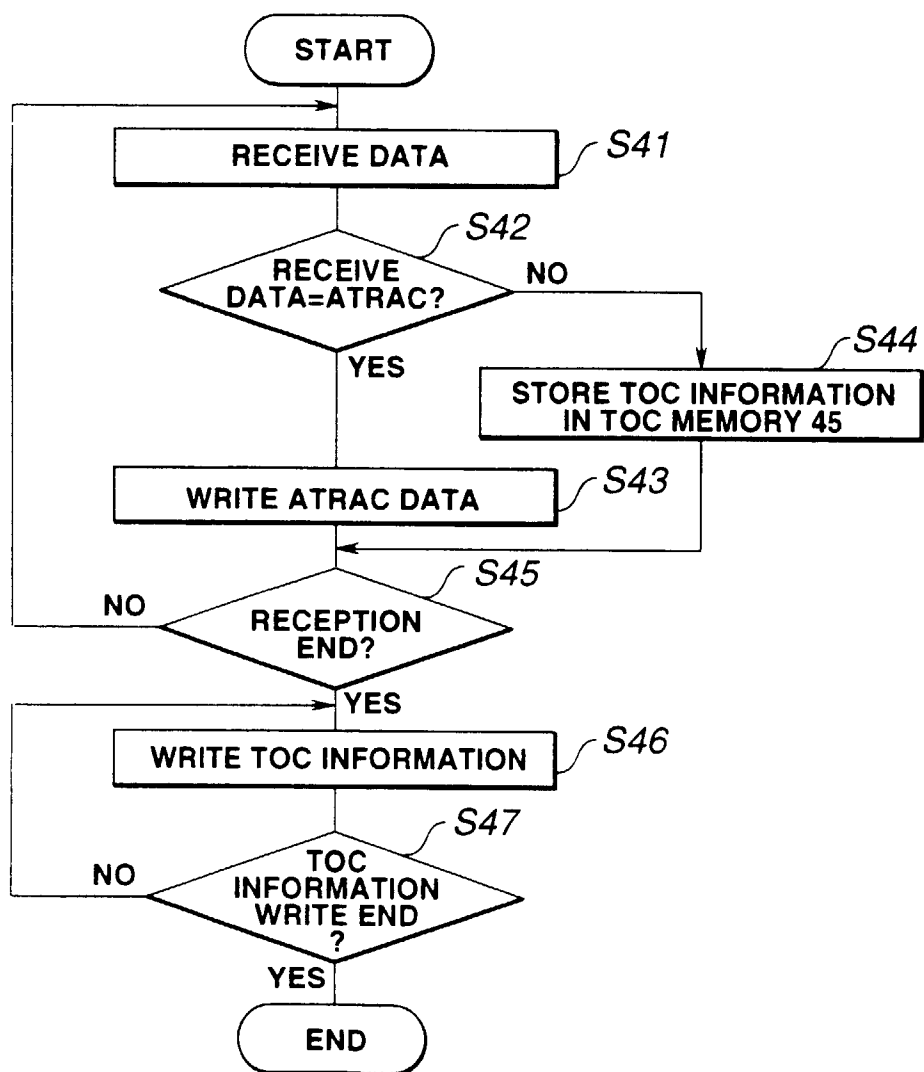 START
RECEIVE DATA
S41
S42
RECEIVE
DATA=ATRAC?
NO
YES
S44
STORE TOC INFORMATION
IN TOC MEMORY 45
WRITE ATRAC DATA
S43
S45
NO
RECEPTION
END?
YES
WRITE TOC INFORMATION
S46
S47
NO
TOC
INFORMATION
WRITE END
?
YES
END